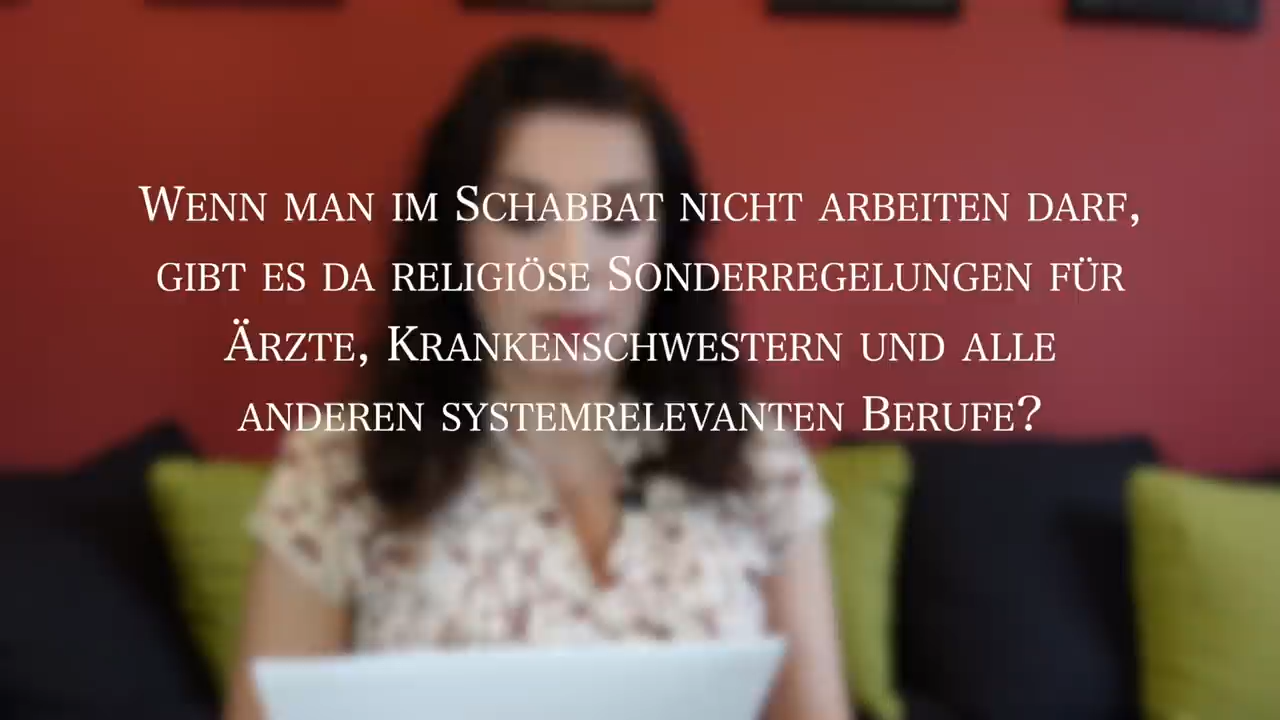 Wenn man im Schabbat nicht arbeiten darf,
gibt es da religiöse Sonderregelungen für
Ärzte, Krankenschwestern und alle
anderen systemrelevanten Berufe?